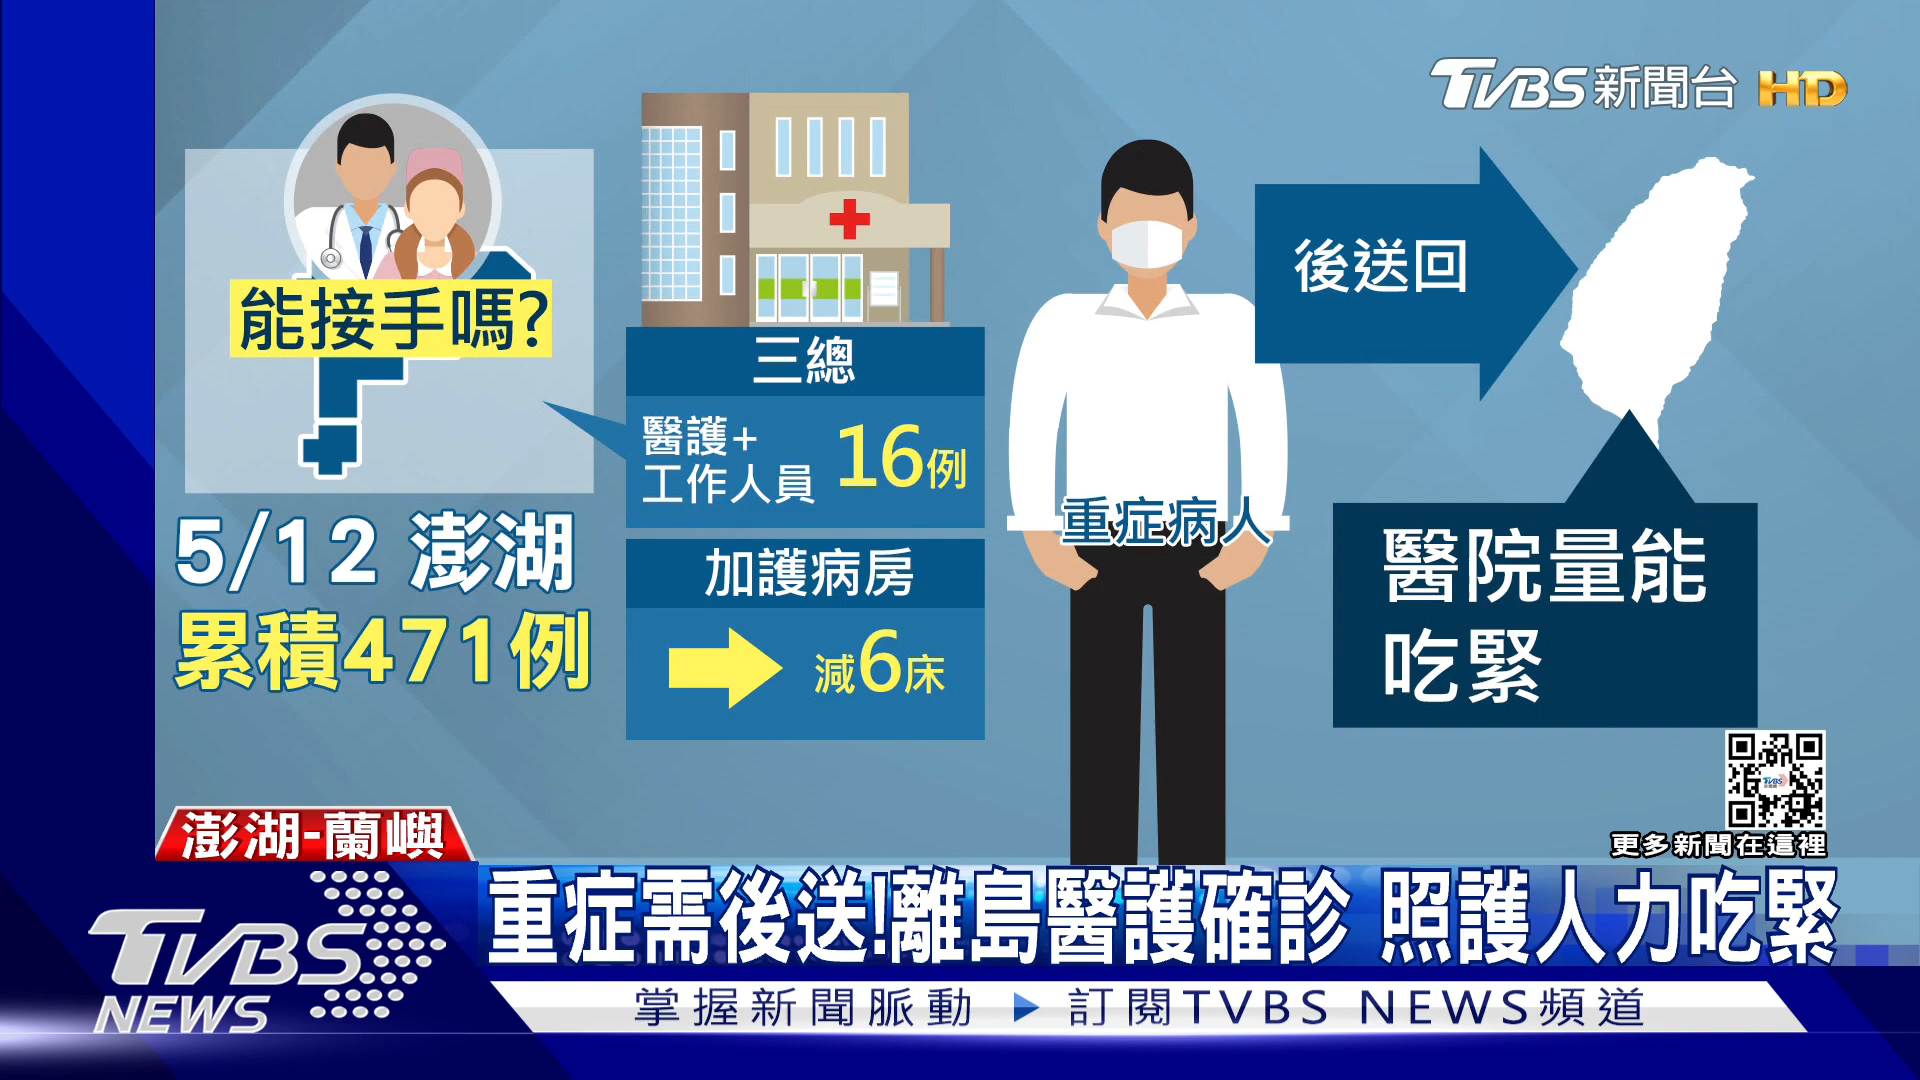 TVBS新聞台 HD
能接手嗎?
5/12 澎湖
累積471例
三總
醫護+
工作人員
16例
加護病房
減6床
重症病人
後送回
醫院量能
吃緊
TVBS
更多新聞在這裡
澎湖-蘭嶼
重症需後送!離島醫護確診 照護人力吃緊
TVBS
NEWS
掌握新聞脈動 ▶ 訂閱TVBS NEWS頻道